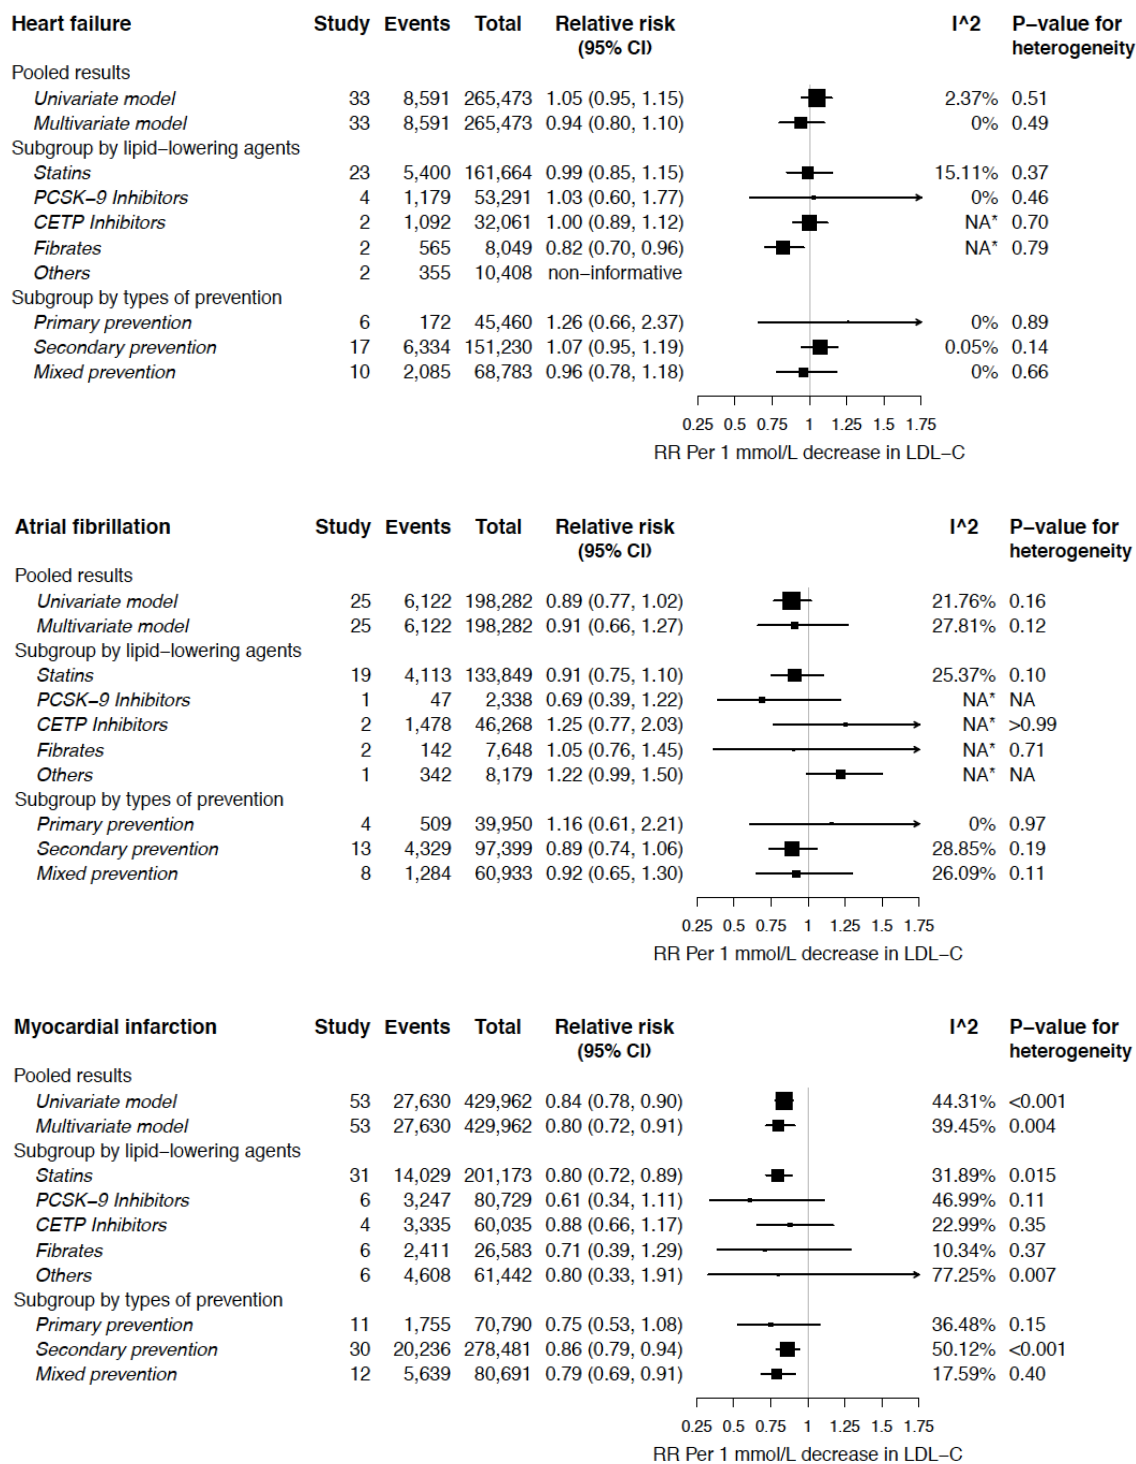 Heart failure Study Events Total Relative risk I^2 P−value for
(95% CI) heterogeneity
Pooled results
Univariate model 33 8,591 265,473 1.05 (0.95, 1.15) 2.37% 0.51
Multivariate model 33 8,591 265,473 0.94 (0.80, 1.10) 0% 0.49
Subgroup by lipid−lowering agents
Statins 23 5,400 161,664 0.99 (0.85, 1.15) 15.11% 0.37
PCSK−9 Inhibitors 4 1,179 53,291 1.03 (0.60, 1.77) 0% 0.46
CETP Inhibitors 2 1,092 32,061 1.00 (0.89, 1.12) NA* 0.70
Fibrates 2 565 8,049 0.82 (0.70, 0.96) NA* 0.79
Others 2 355 10,408 non−informative
Subgroup by types of prevention
Primary prevention 6 172 45,460 1.26 (0.66, 2.37) 0% 0.89
Secondary prevention 17 6,334 151,230 1.07 (0.95, 1.19) 0.05% 0.14
Mixed prevention 10 2,085 68,783 0.96 (0.78, 1.18) 0% 0.66
0.25 0.5 0.75 1 1.25 1.5 1.75
RR Per 1 mmol/L decrease in LDL−C
Atrial fibrillation Study Events Total Relative risk I^2 P−value for
(95% CI) heterogeneity
Pooled results
Univariate model 25 6,122 198,282 0.89 (0.77, 1.02) 21.76% 0.16
Multivariate model 25 6,122 198,282 0.91 (0.66, 1.27) 27.81% 0.12
Subgroup by lipid−lowering agents
Statins 19 4,113 133,849 0.91 (0.75, 1.10) 25.37% 0.10
PCSK−9 Inhibitors 1 47 2,338 0.69 (0.39, 1.22) NA* NA
CETP Inhibitors 2 1,478 46,268 1.25 (0.77, 2.03) NA* >0.99
Fibrates 2 142 7,648 1.05 (0.76, 1.45) NA* 0.71
Others 1 342 8,179 1.22 (0.99, 1.50) NA* NA
Subgroup by types of prevention
Primary prevention 4 509 39,950 1.16 (0.61, 2.21) 0% 0.97
Secondary prevention 13 4,329 97,399 0.89 (0.74, 1.06) 28.85% 0.19
Mixed prevention 8 1,284 60,933 0.92 (0.65, 1.30) 26.09% 0.11
0.25 0.5 0.75 1 1.25 1.5 1.75
RR Per 1 mmol/L decrease in LDL−C
Myocardial infarction Study Events Total Relative risk I^2 P−value for
(95% CI) heterogeneity
Pooled results
Univariate model 53 27,630 429,962 0.84 (0.78, 0.90) 44.31% <0.001
Multivariate model 53 27,630 429,962 0.80 (0.72, 0.91) 39.45% 0.004
Subgroup by lipid−lowering agents
Statins 31 14,029 201,173 0.80 (0.72, 0.89) 31.89% 0.015
PCSK−9 Inhibitors 6 3,247 80,729 0.61 (0.34, 1.11) 46.99% 0.11
CETP Inhibitors 4 3,335 60,035 0.88 (0.66, 1.17) 22.99% 0.35
Fibrates 6 2,411 26,583 0.71 (0.39, 1.29) 10.34% 0.37
Others 6 4,608 61,442 0.80 (0.33, 1.91) 77.25% 0.007
Subgroup by types of prevention
Primary prevention 11 1,755 70,790 0.75 (0.53, 1.08) 36.48% 0.15
Secondary prevention 30 20,236 278,481 0.86 (0.79, 0.94) 50.12% <0.001
Mixed prevention 12 5,639 80,691 0.79 (0.69, 0.91) 17.59% 0.40
0.25 0.5 0.75 1 1.25 1.5 1.75
RR Per 1 mmol/L decrease in LDL−C